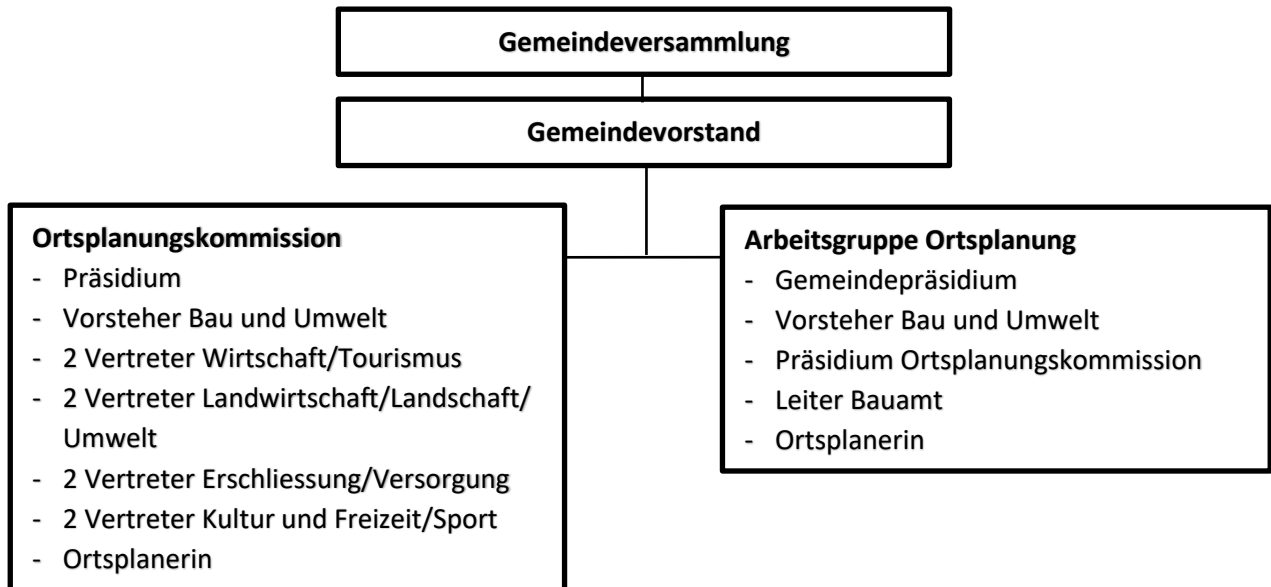 Gemeindeversammlung
Gemeindevorstand
Ortsplanungskommission
- Präsidium
- Vorsteher Bau und Umwelt
- 2 Vertreter Wirtschaft/Tourismus
- 2 Vertreter Landwirtschaft/Landschaft/
Umwelt
- 2 Vertreter Erschliessung/Versorgung
- 2 Vertreter Kultur und Freizeit/Sport
- Ortsplanerin
Arbeitsgruppe Ortsplanung
- Gemeindepräsidium
- Vorsteher Bau und Umwelt
- Präsidium Ortsplanungskommission
- Leiter Bauamt
- Ortsplanerin